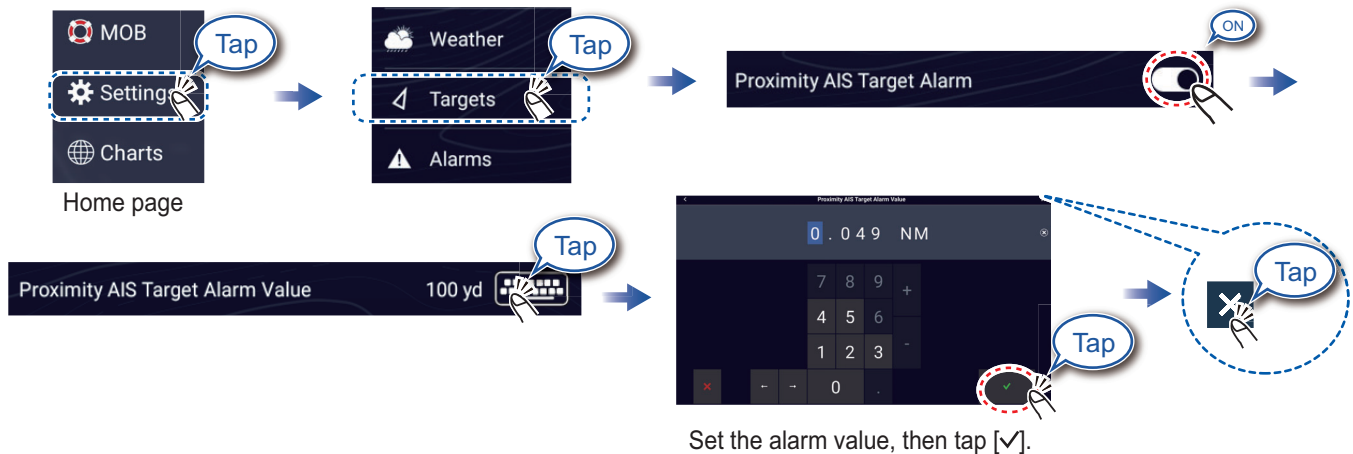 MOB
Tap
Settings
Charts
Home page
Weather
Tap
Targets
Alarms
Proximity AIS Target Alarm
ON
Proximity AIS Target Alarm Value
100 yd
Tap
Proximity AIS Target Alarm Value
0.049 NM
7 8 9 +
4 5 6
1 2 3 -
← → 0 .
Tap
Tap
Set the alarm value, then tap [✓].